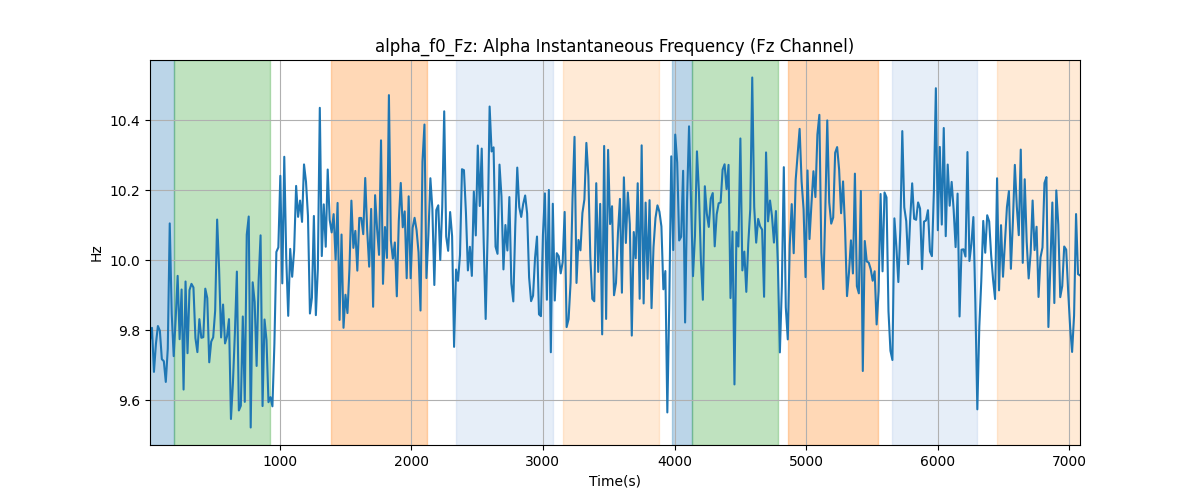 alpha_f0_Fz: Alpha Instantaneous Frequency (Fz Channel)
Hz
10.4
10.2
10.0
9.8
9.6
1000 2000 3000 4000 5000 6000 7000
Time(s)